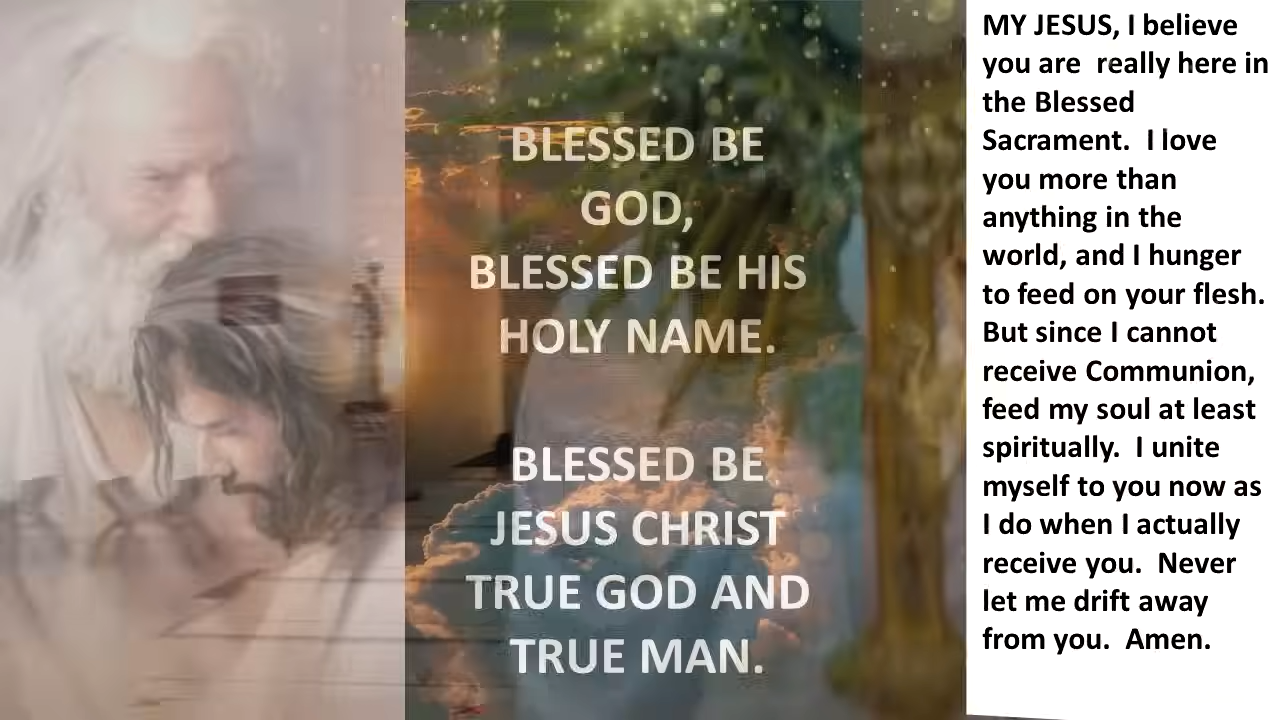 BLESSED BE
GOD,
BLESSED BE HIS
HOLY NAME.
BLESSED BE
JESUS CHRIST
TRUE GOD AND
TRUE MAN.
MY JESUS, I believe
you are  really here in
the Blessed
Sacrament.  I love
you more than
anything in the
world, and I hunger
to feed on your flesh.
But since I cannot
receive Communion,
feed my soul at least
spiritually.  I unite
myself to you now as
I do when I actually
receive you.  Never
let me drift away
from you.  Amen.